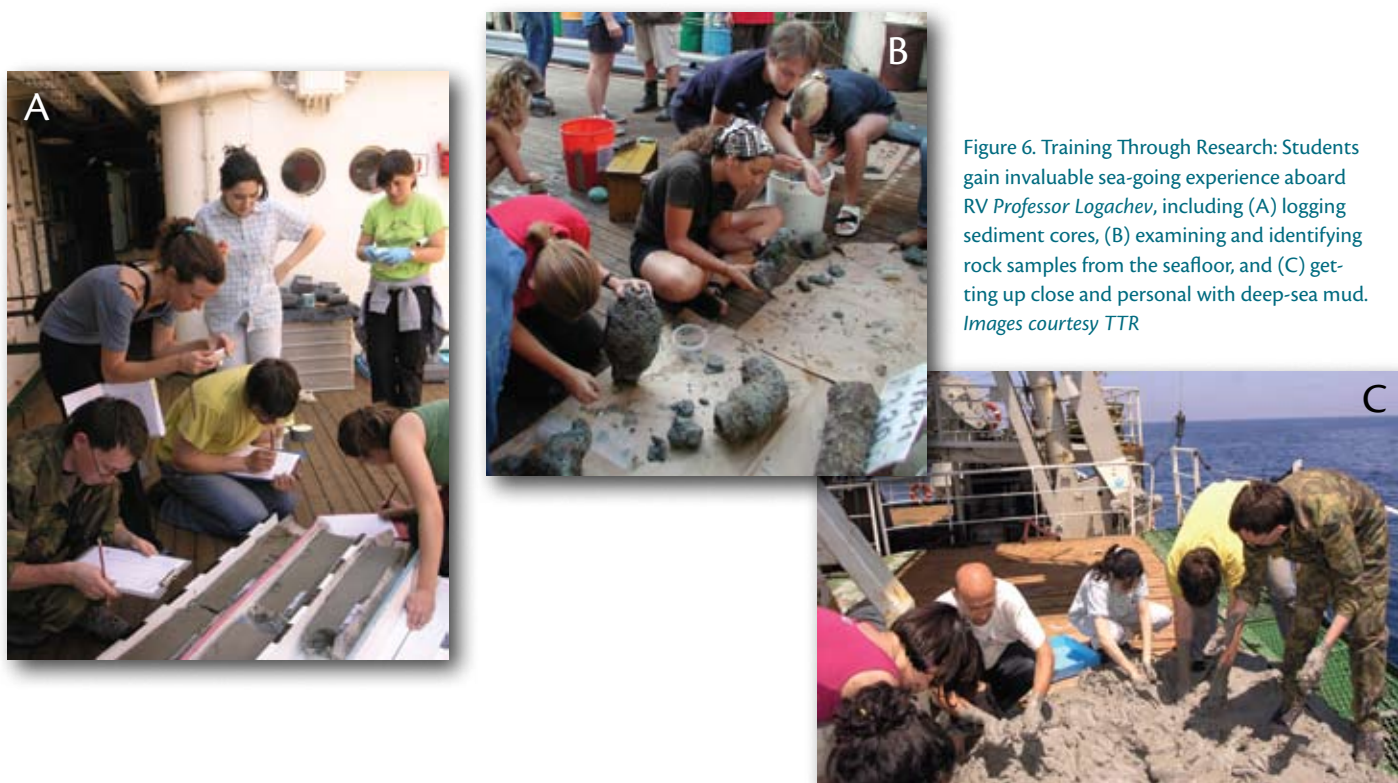 A
B
C
Figure 6. Training Through Research: Students
gain invaluable sea-going experience aboard
RV Professor Logachev, including (A) logging
sediment cores, (B) examining and identifying
rock samples from the seafloor, and (C) get-
ting up close and personal with deep-sea mud.
Images courtesy TTR